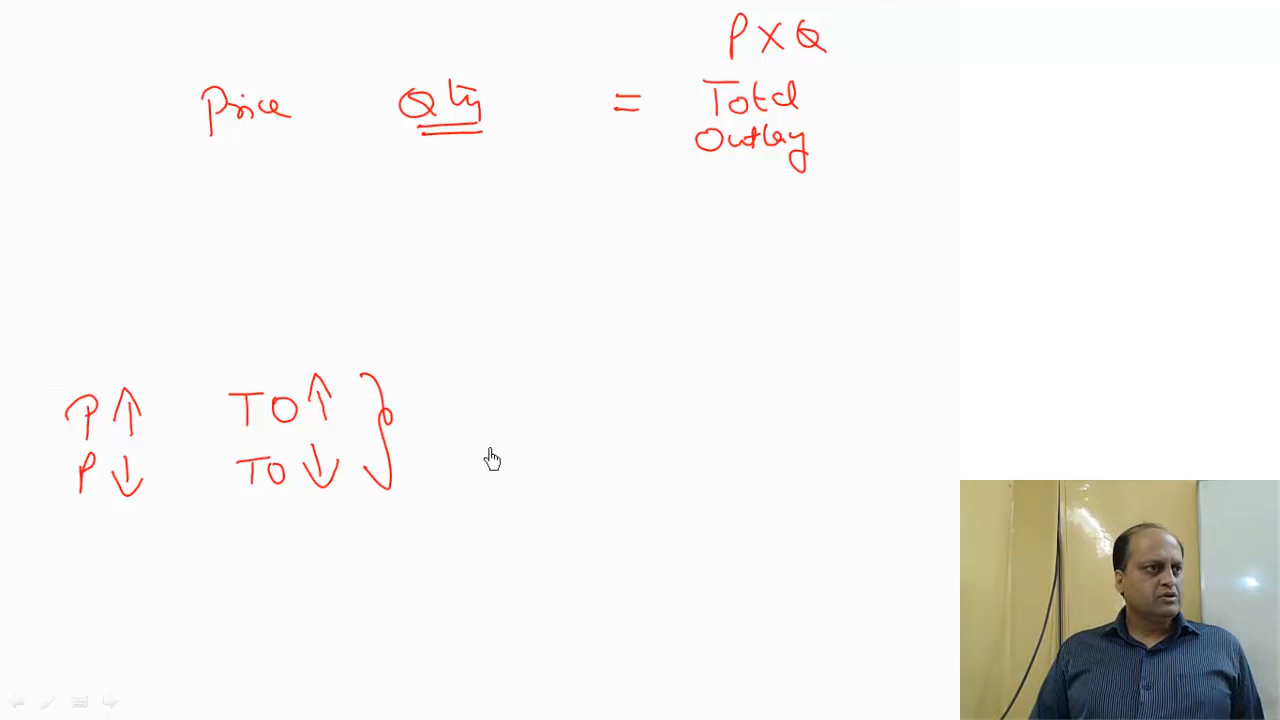 P X Q
Price Qty = Total
Outlay
P ↑ TO ↑
P ↓ TO ↓